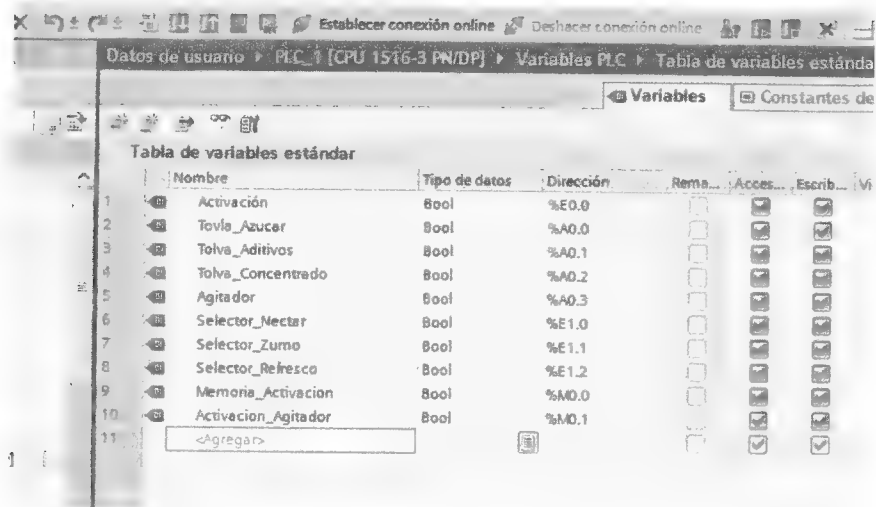 Establecer conexión online Deshacer conexión online
Datos de usuario PLC_1 [CPU 1516-3 PN/DP] Variables PLC Tabla de variables estánda
Variables Constantes de
Tabla de variables estándar
Nombre Tipo de datos Dirección Rema... Acces... Escrib... Vi
1 Activación Bool %E0.0
2 Tovla_Azucar Bool %A0.0
3 Tolva_Aditivos Bool %A0.1
4 Tolva_Concentrado Bool %A0.2
5 Agitador Bool %A0.3
6 Selector_Nectar Bool %E1.0
7 Selector_Zumo Bool %E1.1
8 Selector_Refresco Bool %E1.2
9 Memoria_Activacion Bool %M0.0
10 Activacion_Agitador Bool %M0.1
11 <Agregar>